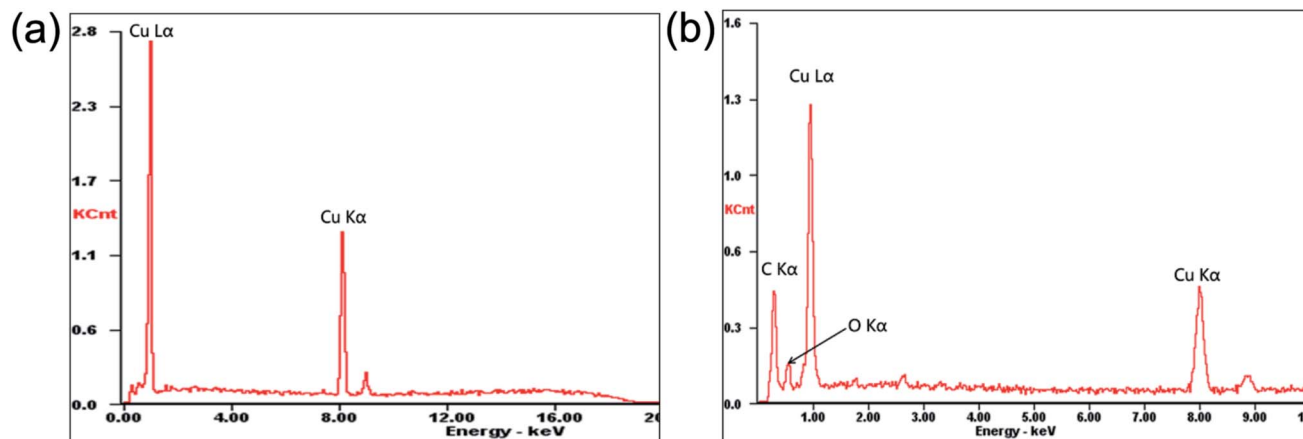 (a)
2.8
2.3
1.7
KCnt
1.1
0.6
0.0
Cu Lα
Cu Kα
0.00 4.00 8.00 12.00 16.00 20
Energy - keV
(b)
1.6
1.3
1.0
KCnt
0.6
0.3
0.0
Cu Lα
C Kα
O Kα
Cu Kα
1.00 2.00 3.00 4.00 5.00 6.00 7.00 8.00 9.00
Energy - keV